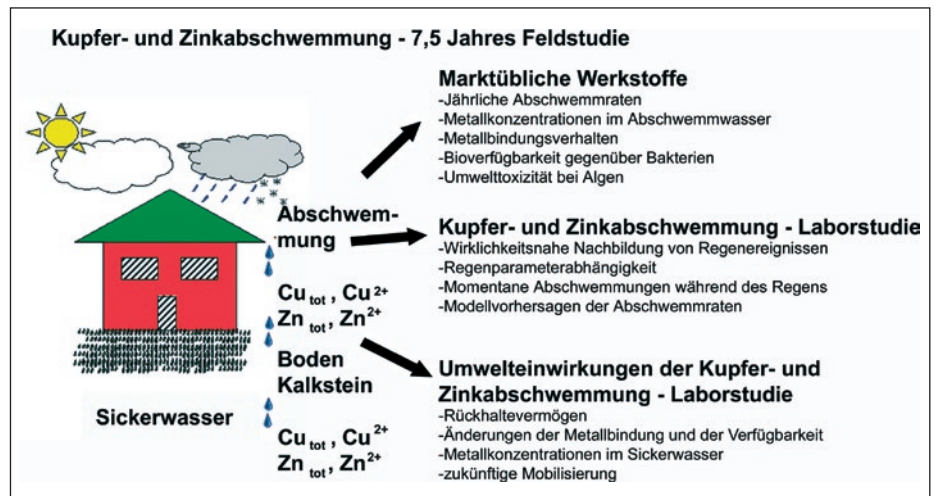 Kupfer- und Zinkabschwemmung - 7,5 Jahres Feldstudie
Marktübliche Werkstoffe
-Jährliche Abschwemmraten
-Metallkonzentrationen im Abschwemmwasser
-Metallbindungsverhalten
-Bioverfügbarkeit gegenüber Bakterien
-Umwelttoxizität bei Algen
Abschwem-
mung
Kupfer- und Zinkabschwemmung - Laborstudie
-Wirklichkeitsnahe Nachbildung von Regenereignissen
-Regenparameterabhängigkeit
-Momentane Abschwemmungen während des Regens
-Modellvorhersagen der Abschwemmraten
Cu tot , Cu 2+
Zn tot , Zn 2+
Boden
Kalkstein
Umwelteinwirkungen der Kupfer- und
Zinkabschwemmung - Laborstudie
-Rückhaltevermögen
-Änderungen der Metallbindung und der Verfügbarkeit
-Metallkonzentrationen im Sickerwasser
-zukünftige Mobilisierung
Sickerwasser
Cu tot , Cu 2+
Zn tot , Zn 2+